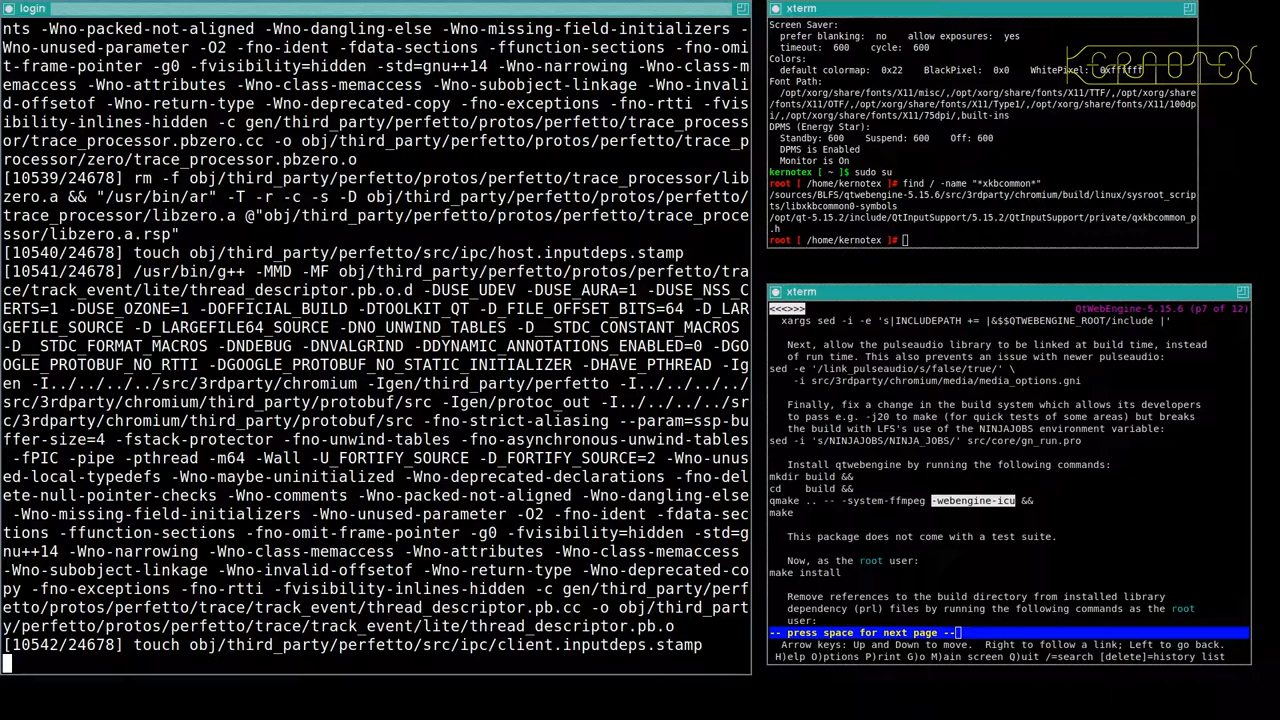 login
nts -Wno-packed-not-aligned -Wno-dangling-else -Wno-missing-field-initializers -
Wno-unused-parameter -O2 -fno-ident -fdata-sections -ffunction-sections -fno-omi
t-frame-pointer -g0 -fvisibility=hidden -std=gnu++14 -Wno-narrowing -Wno-class-m
emaccess -Wno-attributes -Wno-class-memaccess -Wno-subobject-linkage -Wno-invali
d-offsetof -Wno-return-type -Wno-deprecated-copy -fno-exceptions -fno-rtti -fvis
ibility-inlines-hidden -c gen/third_party/perfetto/protos/perfetto/trace_process
or/trace_processor.pbzero.cc -o obj/third_party/perfetto/protos/perfetto/trace_p
rocessor/zero/trace_processor.pbzero.o
[10539/24678] rm -f obj/third_party/perfetto/protos/perfetto/trace_processor/lib
zero.a && "/usr/bin/ar" -T -r -c -s -D obj/third_party/perfetto/protos/perfetto/
trace_processor/libzero.a @"obj/third_party/perfetto/protos/perfetto/trace_proce
ssor/libzero.a.rsp"
[10540/24678] touch obj/third_party/perfetto/src/ipc/host.inputdeps.stamp
[10541/24678] /usr/bin/g++ -MMD -MF obj/third_party/perfetto/protos/perfetto/tra
ce/track_event/lite/thread_descriptor.pb.o.d -DUSE_UDEV -DUSE_AURA=1 -DUSE_NSS_C
ERTS=1 -DUSE_OZONE=1 -DOFFICIAL_BUILD -DTOOLKIT_QT -D_FILE_OFFSET_BITS=64 -D_LAR
GEFILE_SOURCE -D_LARGEFILE64_SOURCE -DNO_UNWIND_TABLES -D__STDC_CONSTANT_MACROS
-D__STDC_FORMAT_MACROS -DNDEBUG -DNVALGRIND -DDYNAMIC_ANNOTATIONS_ENABLED=0 -DGO
OGLE_PROTOBUF_NO_RTTI -DGOOGLE_PROTOBUF_NO_STATIC_INITIALIZER -DHAVE_PTHREAD -Ig
en -I../../../../src/3rdparty/chromium -Igen/third_party/perfetto -I../../../../
src/3rdparty/chromium/third_party/protobuf/src -Igen/protoc_out -I../../../../sr
c/3rdparty/chromium/third_party/protobuf/src -fno-strict-aliasing --param=ssp-bu
ffer-size=4 -fstack-protector -fno-unwind-tables -fno-asynchronous-unwind-tables
-fPIC -pipe -pthread -m64 -Wall -U_FORTIFY_SOURCE -D_FORTIFY_SOURCE=2 -Wno-unus
ed-local-typedefs -Wno-maybe-uninitialized -Wno-deprecated-declarations -fno-del
ete-null-pointer-checks -Wno-comments -Wno-packed-not-aligned -Wno-dangling-else
-Wno-missing-field-initializers -Wno-unused-parameter -O2 -fno-ident -fdata-sec
tions -ffunction-sections -fno-omit-frame-pointer -g0 -fvisibility=hidden -std=g
nu++14 -Wno-narrowing -Wno-class-memaccess -Wno-attributes -Wno-class-memaccess
-Wno-subobject-linkage -Wno-invalid-offsetof -Wno-return-type -Wno-deprecated-co
py -fno-exceptions -fno-rtti -fvisibility-inlines-hidden -c gen/third_party/perf
etto/protos/perfetto/trace/track_event/thread_descriptor.pb.cc -o obj/third_part
y/perfetto/protos/perfetto/trace/track_event/lite/thread_descriptor.pb.o
[10542/24678] touch obj/third_party/perfetto/src/ipc/client.inputdeps.stamp
xterm
Screen Saver:
prefer blanking:  no    allow exposures:  yes
timeout:  600    cycle:  600
Colors:
default colormap: 0x22    BlackPixel: 0x0    WhitePixel: 0xffffff
Font Path:
/opt/xorg/share/fonts/X11/misc/,/opt/xorg/share/fonts/X11/TTF/,/opt/xorg/share
/fonts/X11/OTF/,/opt/xorg/share/fonts/X11/Type1/,/opt/xorg/share/fonts/X11/100dp
i/,/opt/xorg/share/fonts/X11/75dpi/,built-ins
DPMS (Energy Star):
Standby: 600    Suspend: 600    Off: 600
DPMS is Enabled
Monitor is On
kernotex [ ~ ]$ sudo su
root [ /home/kernotex ]# find / -name "*xkbcommon*"
/sources/BLFS/qtwebengine-5.15.6/src/3rdparty/chromium/build/linux/sysroot_scrip
ts/libxkbcommon0-symbols
/opt/qt-5.15.2/include/QtInputSupport/5.15.2/QtInputSupport/private/qxkbcommon_p
.h
root [ /home/kernotex ]#
KERNOTEX
xterm
<<<>>>    QtWebEngine-5.15.6 (p7 of 12)
xargs sed -i -e 's|INCLUDEPATH += |&$$QTWEBENGINE_ROOT/include |'
Next, allow the pulseaudio library to be linked at build time, instead
of run time. This also prevents an issue with newer pulseaudio:
sed -e '/link_pulseaudio/s/false/true/' \
-i src/3rdparty/chromium/media/media_options.gni
Finally, fix a change in the build system which allows its developers
to pass e.g. -j20 to make (for quick tests of some areas) but breaks
the build with LFS's use of the NINJAJOBS environment variable:
sed -i 's/NINJAJOBS/NINJA_JOBS/' src/core/gn_run.pro
Install qtwebengine by running the following commands:
mkdir build &&
cd    build &&
qmake .. -- -system-ffmpeg -webengine-icu &&
make
This package does not come with a test suite.
Now, as the root user:
make install
Remove references to the build directory from installed library
dependency (prl) files by running the following commands as the root
user:
-- press space for next page --
Arrow keys: Up and Down to move.  Right to follow a link; Left to go back.
H)elp O)ptions P)rint G)o M)ain screen Q)uit /=search [delete]=history list